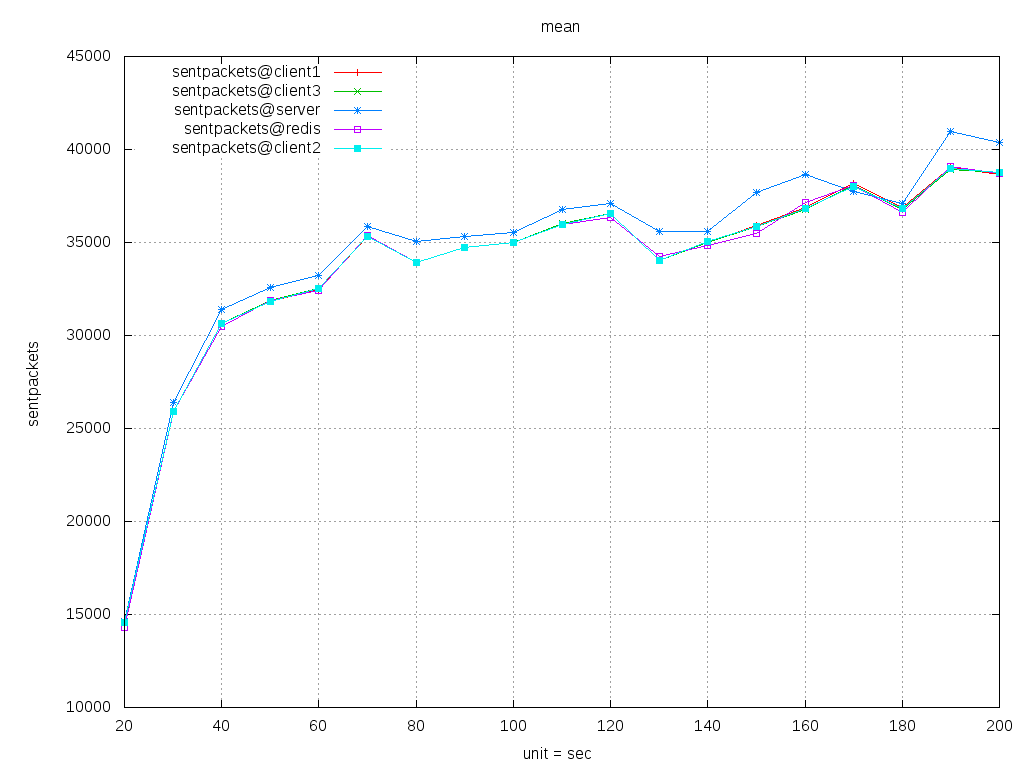 mean
45000
40000
35000
30000
25000
20000
15000
10000
sentpackets
sentpackets@client1
sentpackets@client3
sentpackets@server
sentpackets@redis
sentpackets@client2
20 40 60 80 100 120 140 160 180 200
unit = sec